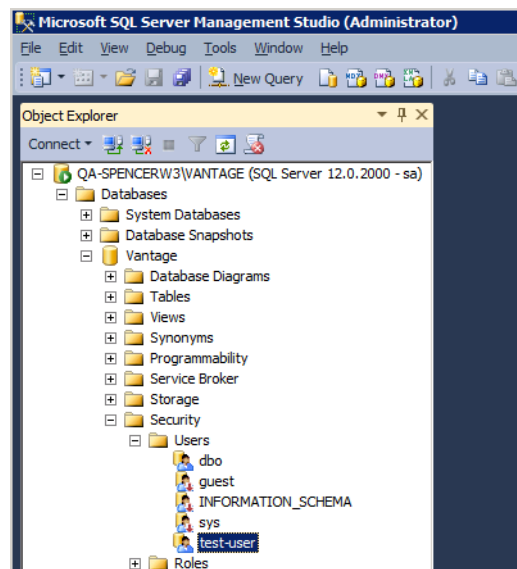 Microsoft SQL Server Management Studio (Administrator)
File Edit View Debug Tools Window Help
New Query
Object Explorer
Connect
QA-SPENCERW3\VANTAGE (SQL Server 12.0.2000 - sa)
Databases
System Databases
Database Snapshots
Vantage
Database Diagrams
Tables
Views
Synonyms
Programmability
Service Broker
Storage
Security
Users
dbo
guest
INFORMATION_SCHEMA
sys
test-user
Roles